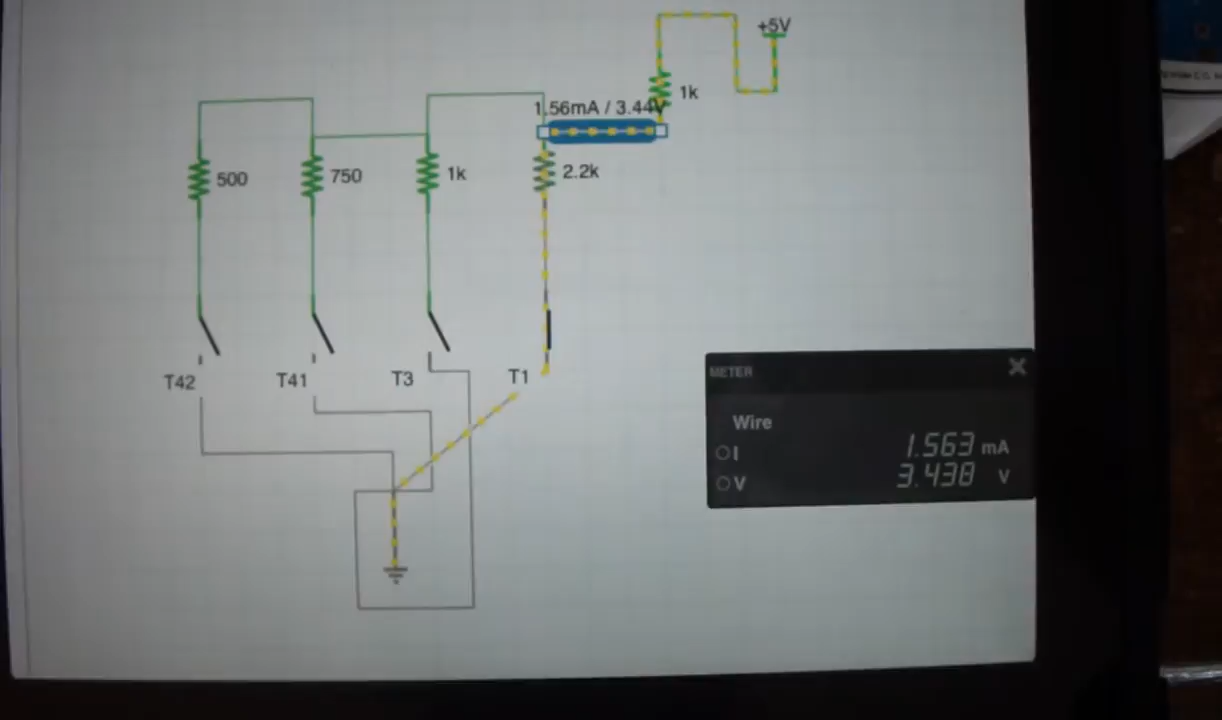 +5V
1k
1.56mA / 3.44V
500
750
1k
2.2k
T42
T41
T3
T1
METER
Wire
I 1.563 mA
V 3.438 V